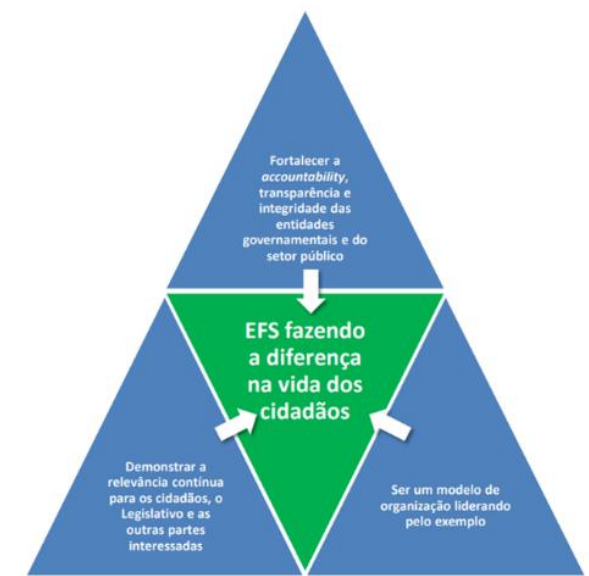 Fortalecer a
accountability,
transparência e
integridade das
entidades
governamentais e do
setor público
EFS fazendo
a diferença
na vida dos
cidadãos
Demonstrar a
relevância contínua
para os cidadãos, o
Legislativo e as
outras partes
interessadas
Ser um modelo de
organização liderando
pelo exemplo